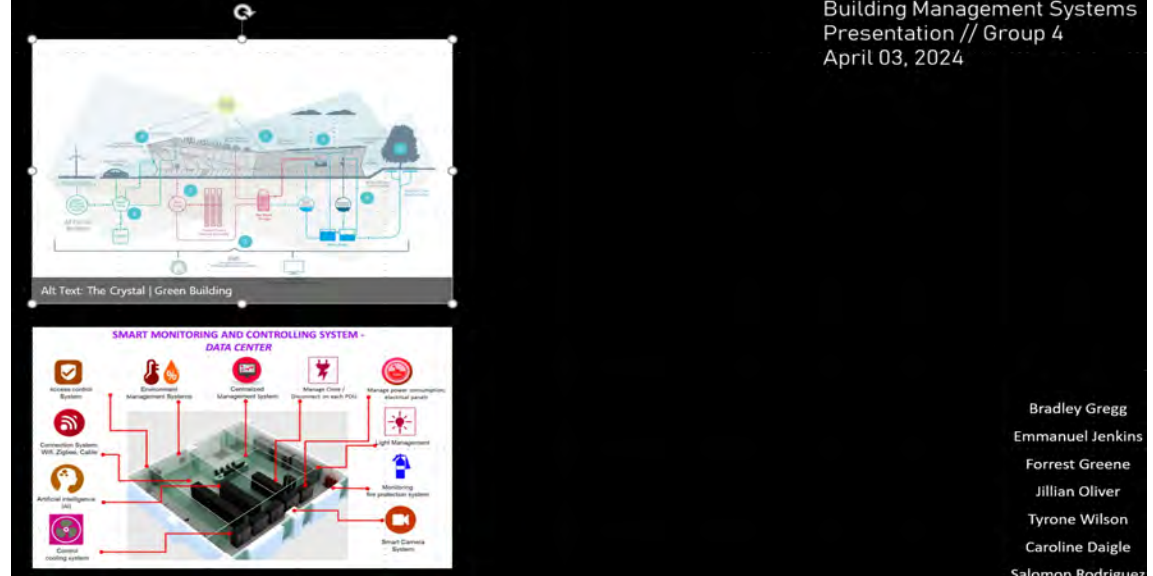 Building Management Systems
Presentation // Group 4
April 03, 2024
Alt Text: The Crystal | Green Building
SMART MONITORING AND CONTROLLING SYSTEM -
DATA CENTER
Access control
System
Environment
Management Systems
Centralized
Management System
Manage Close /
Disconnect on each PDU
Manage power consumption,
electrical panels
Connection System:
Wifi, Zigbee, Cable
Light Management
Artificial intelligence
(AI)
Monitoring
fire protection system
Control
cooling system
Smart Camera
System
Bradley Gregg
Emmanuel Jenkins
Forrest Greene
Jillian Oliver
Tyrone Wilson
Caroline Daigle
Salomon Rodriguez